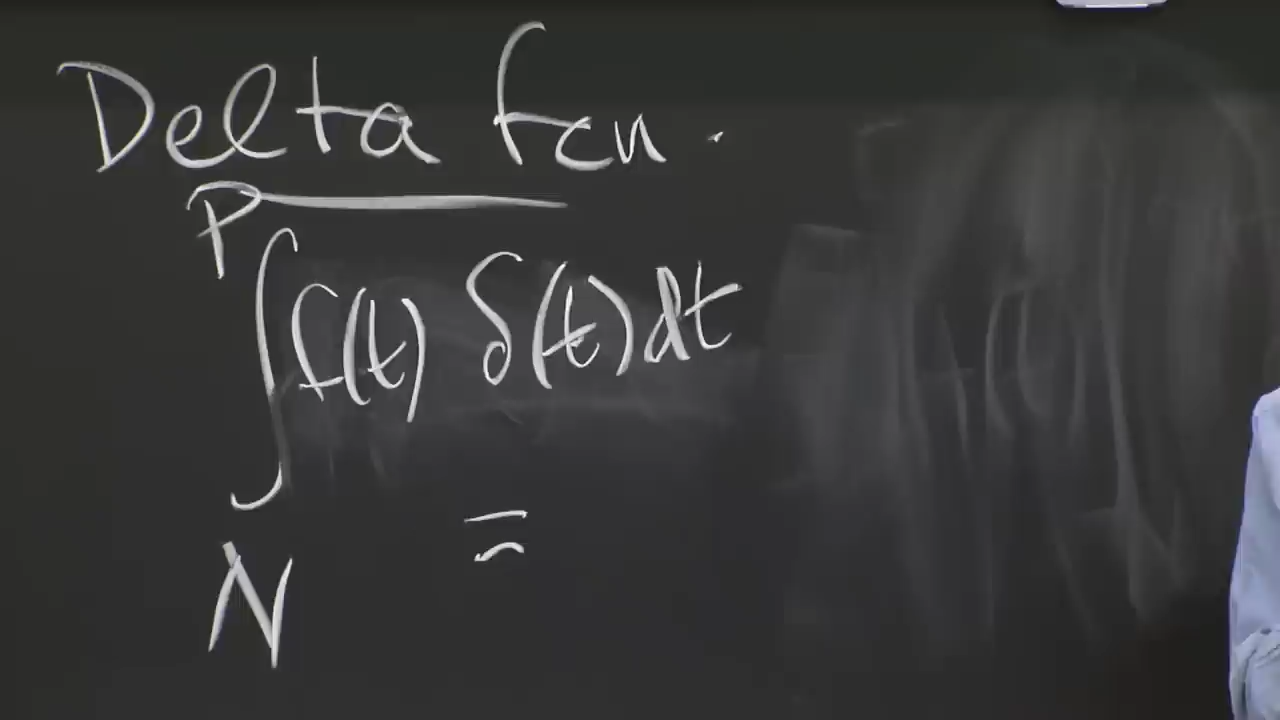 Delta fcn.
P
∫f(t) δ(t)dt
N =